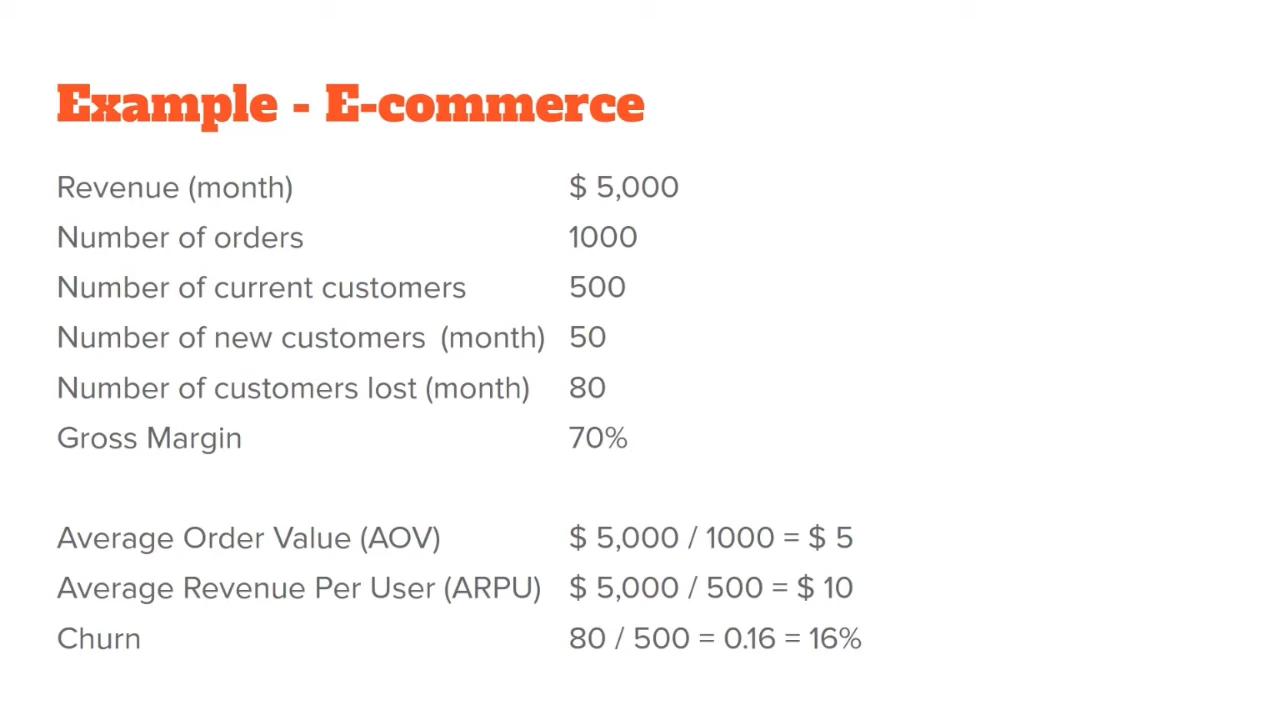 Example - E-commerce
Revenue (month) $ 5,000
Number of orders 1000
Number of current customers 500
Number of new customers (month) 50
Number of customers lost (month) 80
Gross Margin 70%
Average Order Value (AOV) $ 5,000 / 1000 = $ 5
Average Revenue Per User (ARPU) $ 5,000 / 500 = $ 10
Churn 80 / 500 = 0.16 = 16%